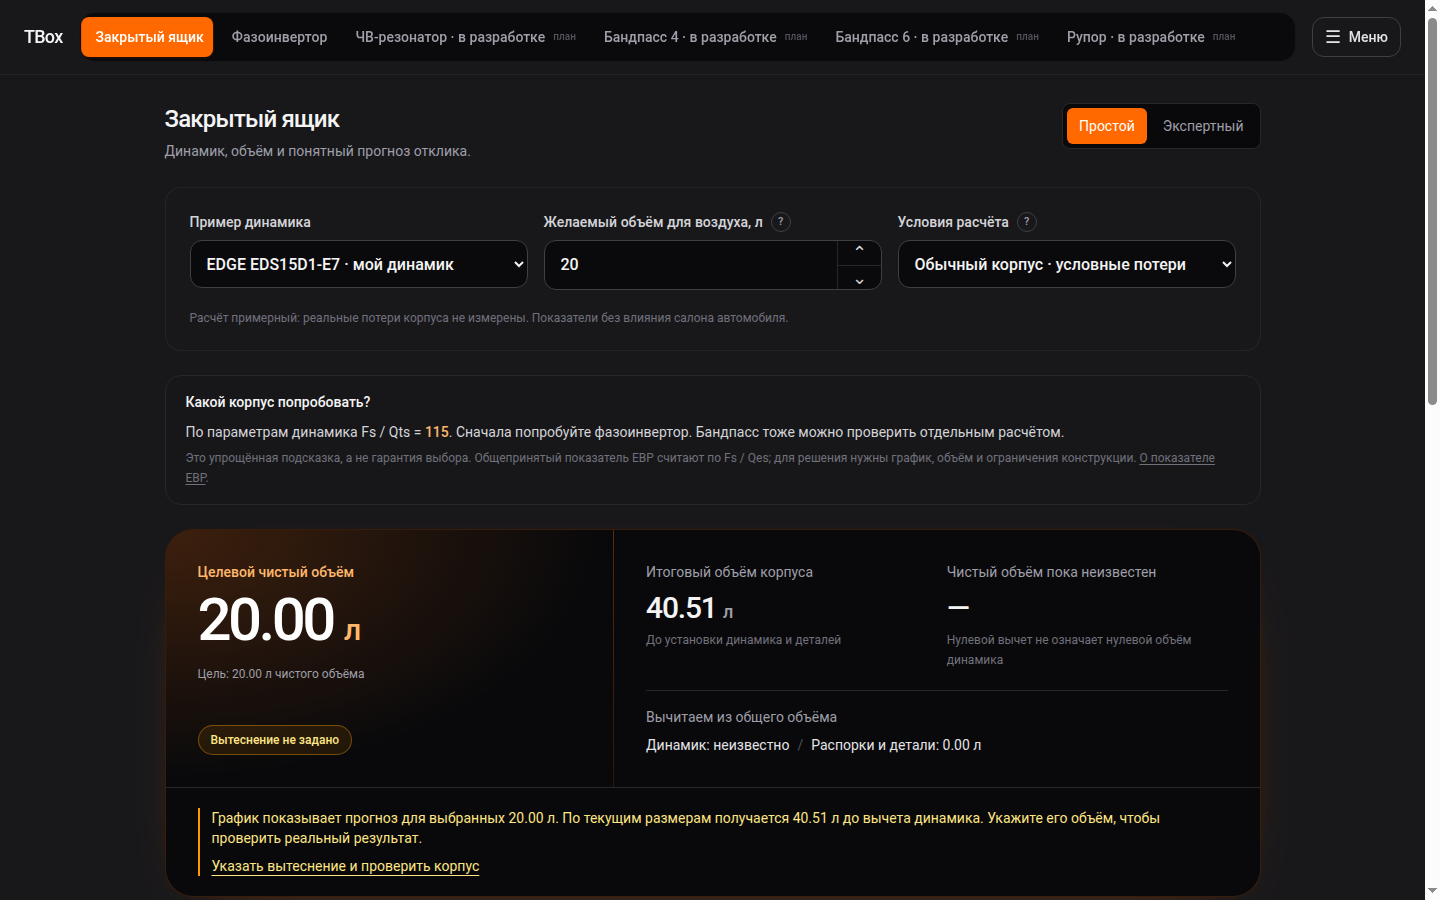 TBox
Закрытый ящик
Фазоинвертор
ЧВ-резонатор · в разработке план
Бандпасс 4 · в разработке план
Бандпасс 6 · в разработке план
Рупор · в разработке план
☰ Меню
Закрытый ящик
Динамик, объём и понятный прогноз отклика.
Простой
Экспертный
Пример динамика
Желаемый объём для воздуха, л ?
Условия расчёта ?
EDGE EDS15D1-E7 · мой динамик
20
Обычный корпус · условные потери
Расчёт примерный: реальные потери корпуса не измерены. Показатели без влияния салона автомобиля.
Какой корпус попробовать?
По параметрам динамика Fs / Qts = 115. Сначала попробуйте фазоинвертор. Бандпасс тоже можно проверить отдельным расчётом.
Это упрощённая подсказка, а не гарантия выбора. Общепринятый показатель EBP считают по Fs / Qes; для решения нужны график, объём и ограничения конструкции. О показателе
EBP.
Целевой чистый объём
20.00 л
Цель: 20.00 л чистого объёма
Вытеснение не задано
Итоговый объём корпуса
40.51 л
До установки динамика и деталей
Чистый объём пока неизвестен
—
Нулевой вычет не означает нулевой объём
динамика
Вычитаем из общего объёма
Динамик: неизвестно / Распорки и детали: 0.00 л
График показывает прогноз для выбранных 20.00 л. По текущим размерам получается 40.51 л до вычета динамика. Укажите его объём, чтобы
проверить реальный результат.
Указать вытеснение и проверить корпус